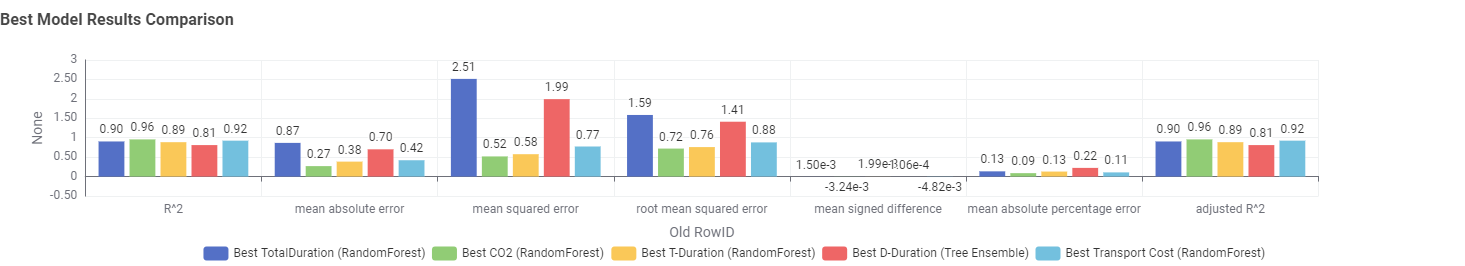 Best Model Results Comparison
3
2.50
2
1.50
1
0.50
0
-0.50
None
0.90 0.96 0.89 0.81 0.92
0.87 0.27 0.38 0.70 0.42
2.51 0.52 0.58 1.99 0.77
1.59 0.72 0.76 1.41 0.88
1.50e-3 -3.24e-3 -4.82e-3
0.13 0.09 0.13 0.22 0.11
0.90 0.96 0.89 0.81 0.92
R^2 mean absolute error mean squared error root mean squared error mean signed difference mean absolute percentage error adjusted R^2
Old RowID
Best TotalDuration (RandomForest) Best CO2 (RandomForest) Best T-Duration (RandomForest) Best D-Duration (Tree Ensemble) Best Transport Cost (RandomForest)